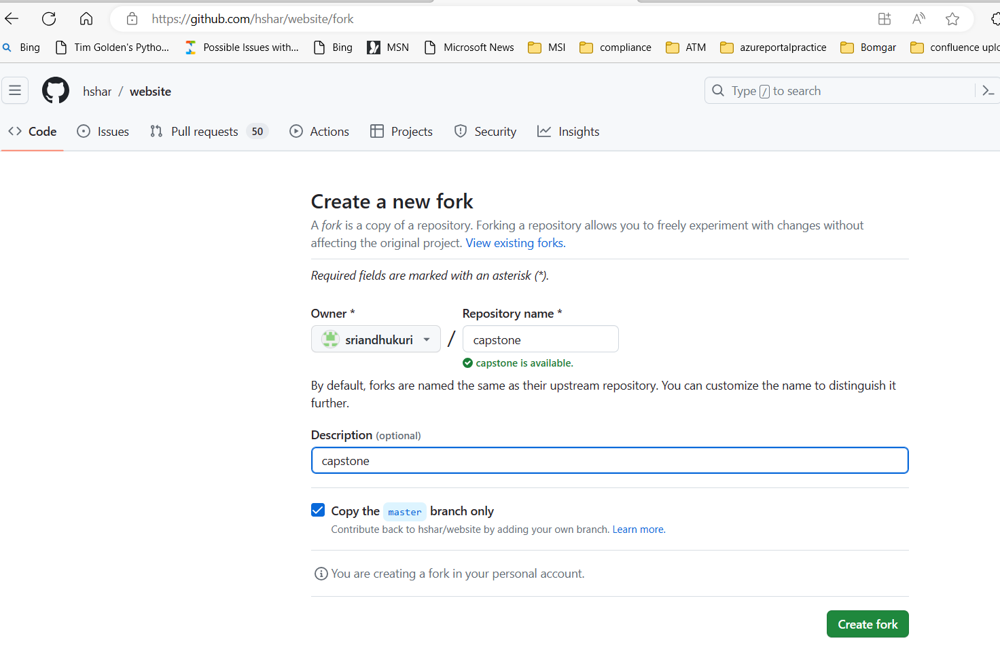 https://github.com/hshar/website/fork
Bing Tim Golden's Pytho... Possible Issues with... Bing MSN Microsoft News MSI compliance ATM azureportalpractice Bomgar confluence uplo
hshar / website Type / to search
Code Issues Pull requests 50 Actions Projects Security Insights
Create a new fork
A fork is a copy of a repository. Forking a repository allows you to freely experiment with changes without
affecting the original project. View existing forks.
Required fields are marked with an asterisk (*).
Owner * Repository name *
sriandhukuri / capstone
capstone is available.
By default, forks are named the same as their upstream repository. You can customize the name to distinguish it
further.
Description (optional)
capstone
Copy the master branch only
Contribute back to hshar/website by adding your own branch. Learn more.
You are creating a fork in your personal account.
Create fork